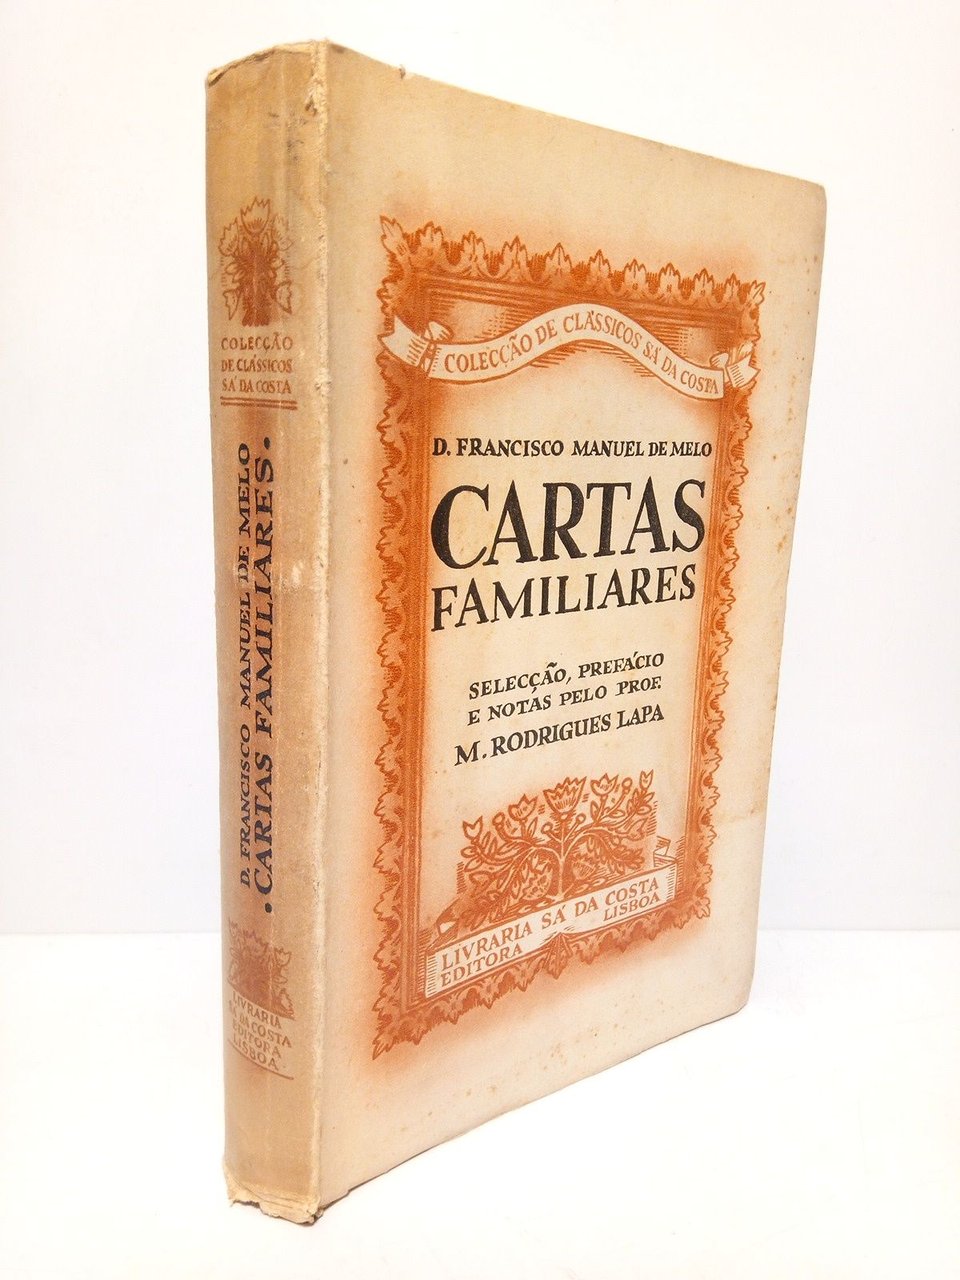 COLECÇÃO
DE CLÁSSICOS
SÁ DA COSTA
D. FRANCISCO MANUEL DE MELO
• CARTAS FAMILIARES •
LIVRARIA
SÁ DA COSTA
EDITORA
LISBOA
COLECÇÃO DE CLÁSSICOS SÁ DA COSTA
D. FRANCISCO MANUEL DE MELO
CARTAS
FAMILIARES
SELECÇÃO, PREFÁCIO
E NOTAS PELO PROF.
M. RODRIGUES LAPA
LIVRARIA SÁ DA COSTA
EDITORA LISBOA